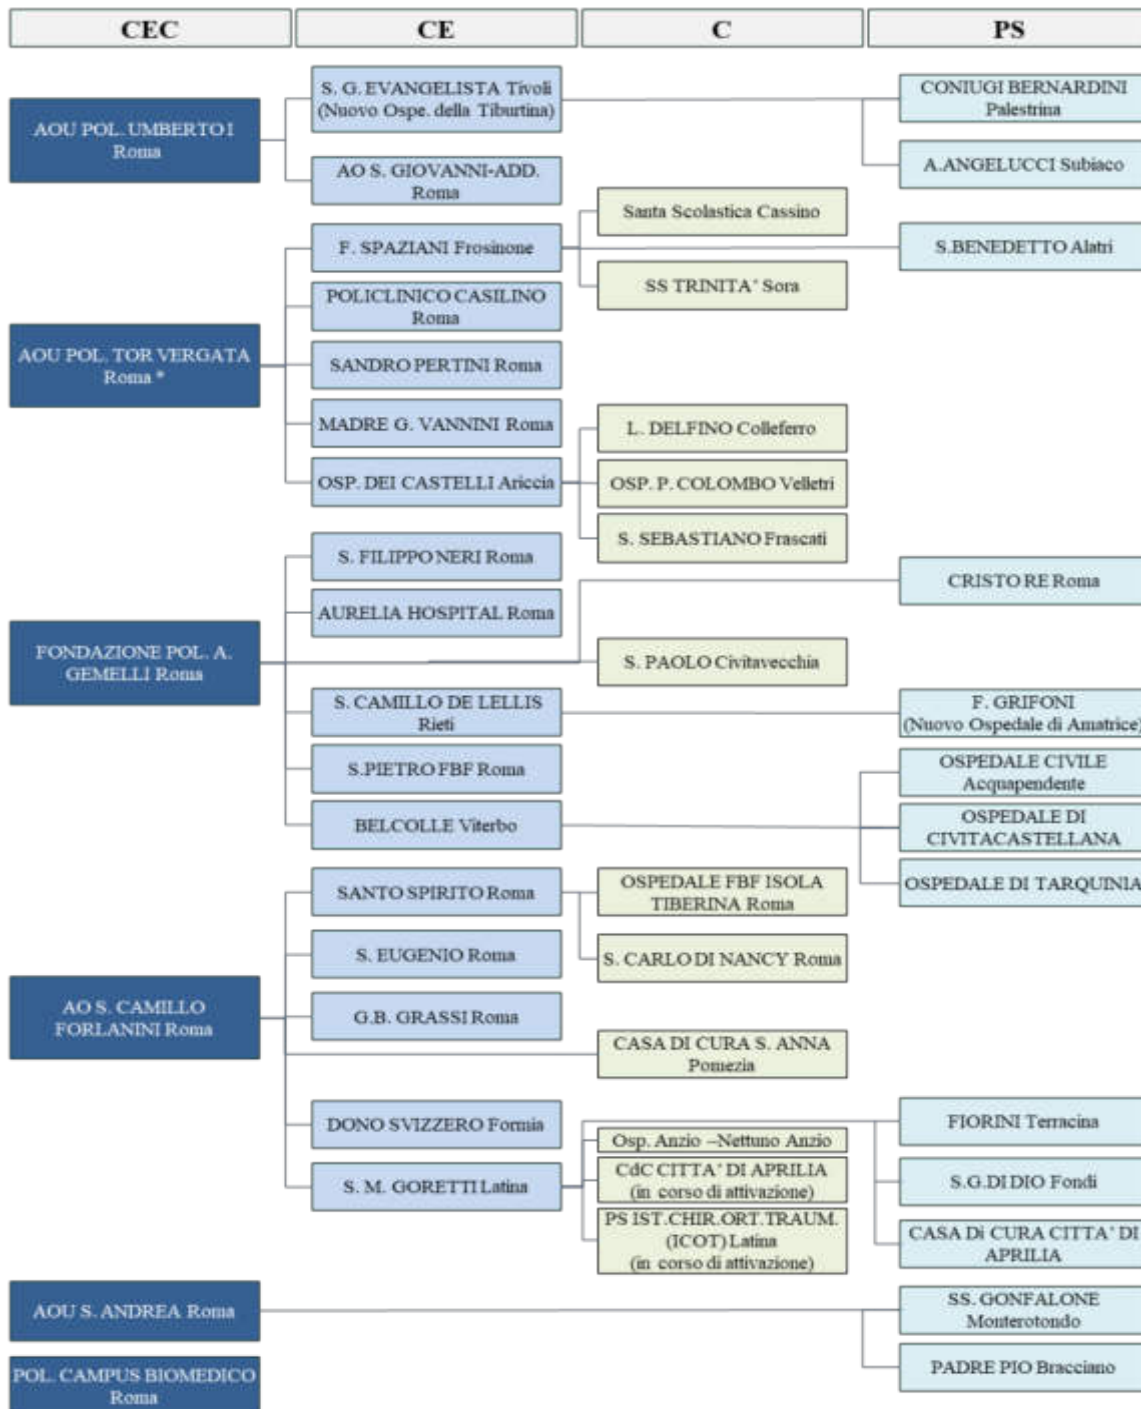 CEC
CE
C
PS
AOU POL. UMBERTO I
Roma
S. G. EVANGELISTA Tivoli
(Nuovo Ospe. della Tiburtina)
CONIUGI BERNARDINI
Palestrina
A.ANGELUCCI Subiaco
AO S. GIOVANNI-ADD.
Roma
Santa Scolastica Cassino
F. SPAZIANI Frosinone
S.BENEDETTO Alatri
SS TRINITA' Sora
POLICLINICO CASILINO
Roma
AOU POL. TOR VERGATA
Roma *
SANDRO PERTINI Roma
MADRE G. VANNINI Roma
L. DELFINO Colleferro
OSP. DEI CASTELLI Ariccia
OSP. P. COLOMBO Velletri
S. SEBASTIANO Frascati
S. FILIPPO NERI Roma
CRISTO RE Roma
AURELIA HOSPITAL Roma
FONDAZIONE POL. A.
GEMELLI Roma
S. PAOLO Civitavecchia
S. CAMILLO DE LELLIS
Rieti
F. GRIFONI
(Nuovo Ospedale di Amatrice)
S.PIETRO FBF Roma
OSPEDALE CIVILE
Acquapendente
BELCOLLE Viterbo
OSPEDALE DI
CIVITACASTELLANA
OSPEDALE DI TARQUINIA
SANTO SPIRITO Roma
OSPEDALE FBF ISOLA
TIBERINA Roma
S. EUGENIO Roma
S. CARLO DI NANCY Roma
AO S. CAMILLO
FORLANINI Roma
G.B. GRASSI Roma
CASA DI CURA S. ANNA
Pomezia
DONO SVIZZERO Formia
FIORINI Terracina
Osp. Anzio –Nettuno Anzio
S. M. GORETTI Latina
CdC CITTA' DI APRILIA
(in corso di attivazione)
S.G.DI DIO Fondi
PS IST.CHIR.ORT.TRAUM.
(ICOT) Latina
(in corso di attivazione)
CASA Di CURA CITTA' DI
APRILIA
AOU S. ANDREA Roma
SS. GONFALONE
Monterotondo
PADRE PIO Bracciano
POL. CAMPUS BIOMEDICO
Roma